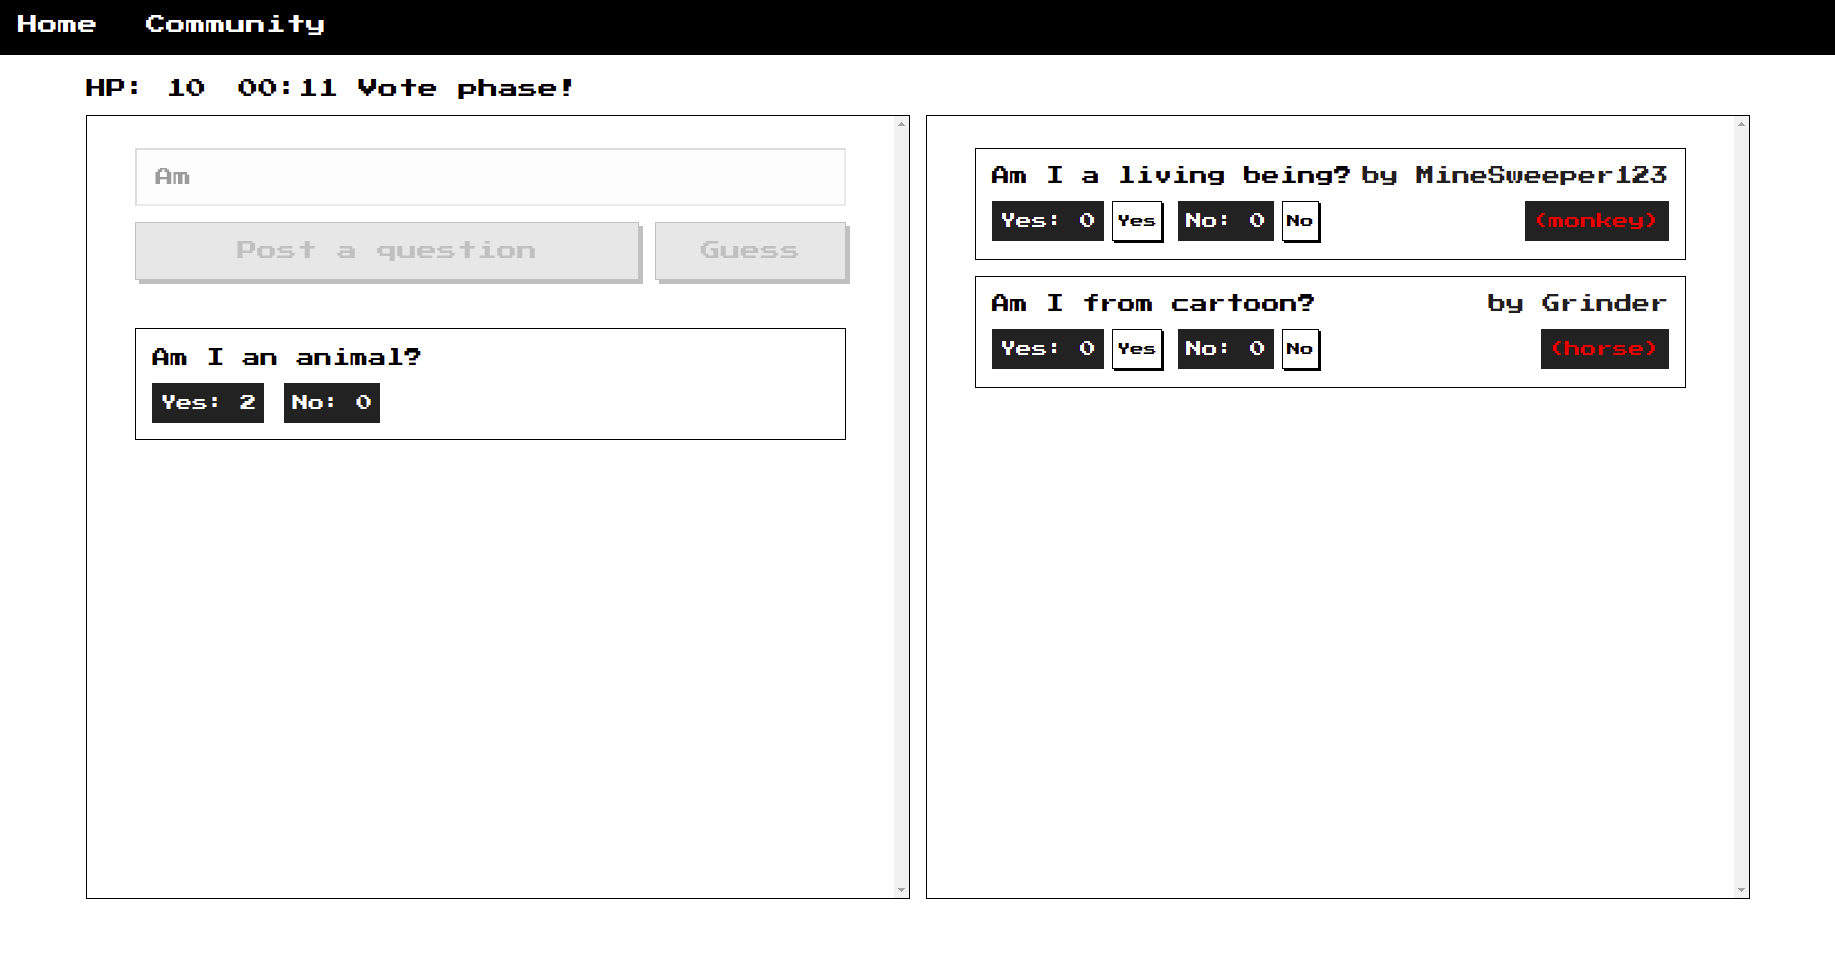 Home Community
HP: 10 00:11 Vote phase!
Am
Post a question Guess
Am I an animal?
Yes: 2 No: 0
Am I a living being? by MineSweeper123
Yes: 0 Yes No: 0 No (monkey)
Am I from cartoon? by Grinder
Yes: 0 Yes No: 0 No (horse)